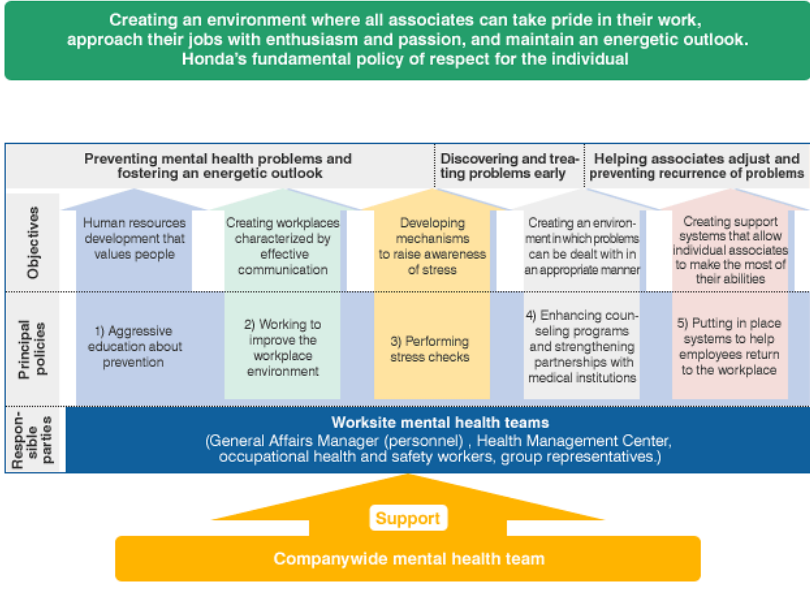 Creating an environment where all associates can take pride in their work,
approach their jobs with enthusiasm and passion, and maintain an energetic outlook.
Honda's fundamental policy of respect for the individual
Preventing mental health problems and
fostering an energetic outlook
Discovering and trea-
ting problems early
Helping associates adjust and
preventing recurrence of problems
Objectives
Human resources
development that
values people
Creating workplaces
characterized by
effective
communication
Developing
mechanisms
to raise awareness
of stress
Creating an environ-
ment in which problems
can be dealt with in
an appropriate manner
Creating support
systems that allow
individual associates
to make the most of
their abilities
Principal
policies
1) Aggressive
education about
prevention
2) Working to
improve the
workplace
environment
3) Performing
stress checks
4) Enhancing coun-
seling programs
and strengthening
partnerships with
medical institutions
5) Putting in place
systems to help
employees return
to the workplace
Respon-
sible
parties
Worksite mental health teams
(General Affairs Manager (personnel) , Health Management Center,
occupational health and safety workers, group representatives.)
Support
Companywide mental health team